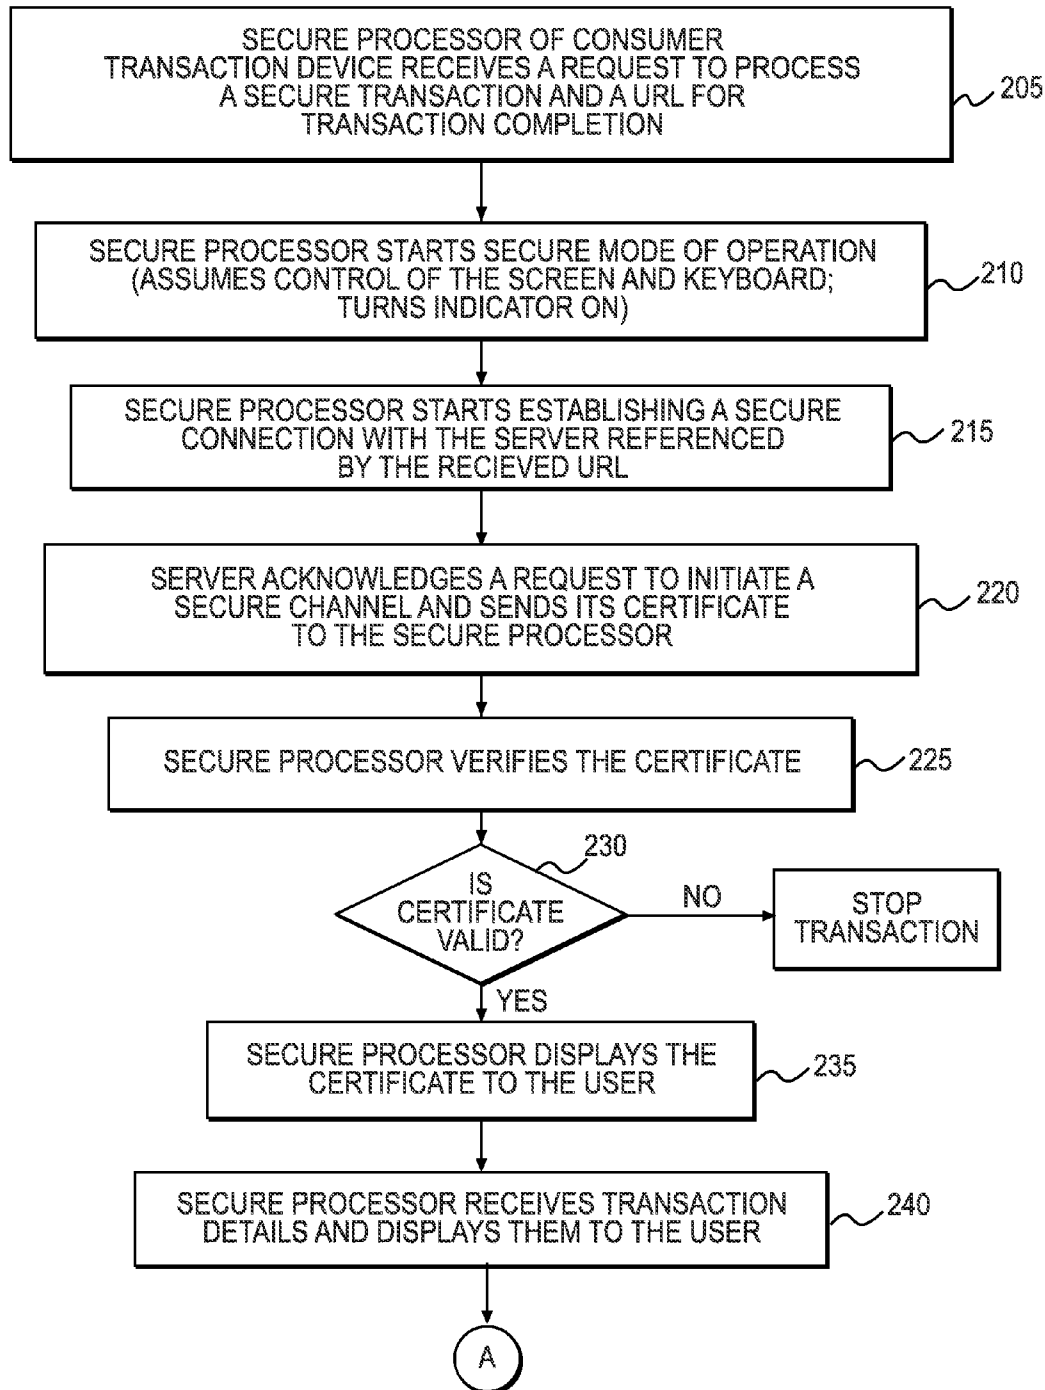 SECURE PROCESSOR OF CONSUMER
TRANSACTION DEVICE RECEIVES A REQUEST TO PROCESS
A SECURE TRANSACTION AND A URL FOR
TRANSACTION COMPLETION
205
SECURE PROCESSOR STARTS SECURE MODE OF OPERATION
(ASSUMES CONTROL OF THE SCREEN AND KEYBOARD;
TURNS INDICATOR ON)
210
SECURE PROCESSOR STARTS ESTABLISHING A SECURE
CONNECTION WITH THE SERVER REFERENCED
BY THE RECIEVED URL
215
SERVER ACKNOWLEDGES A REQUEST TO INITIATE A
SECURE CHANNEL AND SENDS ITS CERTIFICATE
TO THE SECURE PROCESSOR
220
SECURE PROCESSOR VERIFIES THE CERTIFICATE
225
230
IS
CERTIFICATE
VALID?
NO
STOP
TRANSACTION
YES
SECURE PROCESSOR DISPLAYS THE
CERTIFICATE TO THE USER
235
SECURE PROCESSOR RECEIVES TRANSACTION
DETAILS AND DISPLAYS THEM TO THE USER
240
A